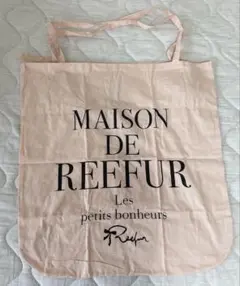 MAISON
DE
REEFUR
Les
petits bonheurs
Reefur